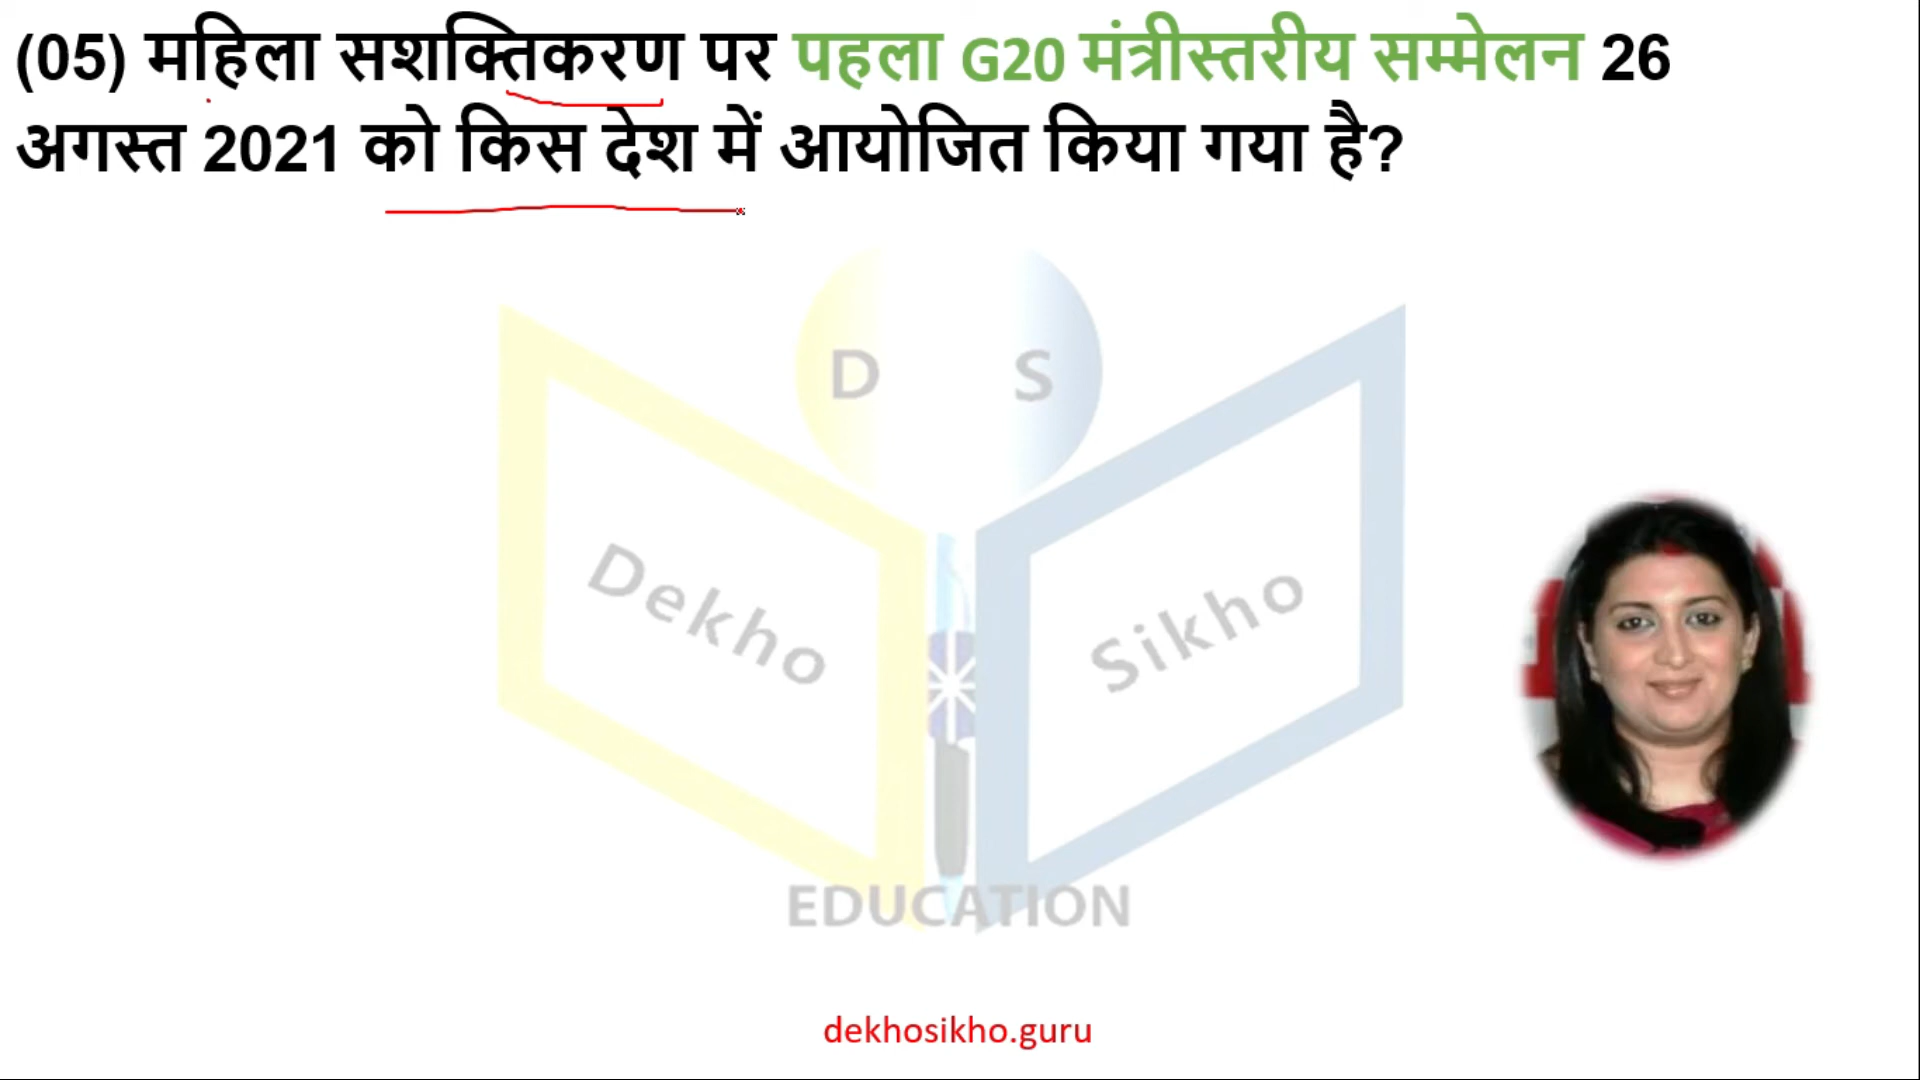 (05) महिला सशक्तिकरण पर पहला G20 मंत्रीस्तरीय सम्मेलन 26
अगस्त 2021 को किस देश में आयोजित किया गया है?
D S
Dekho Sikho
EDUCATION
dekhosikho.guru